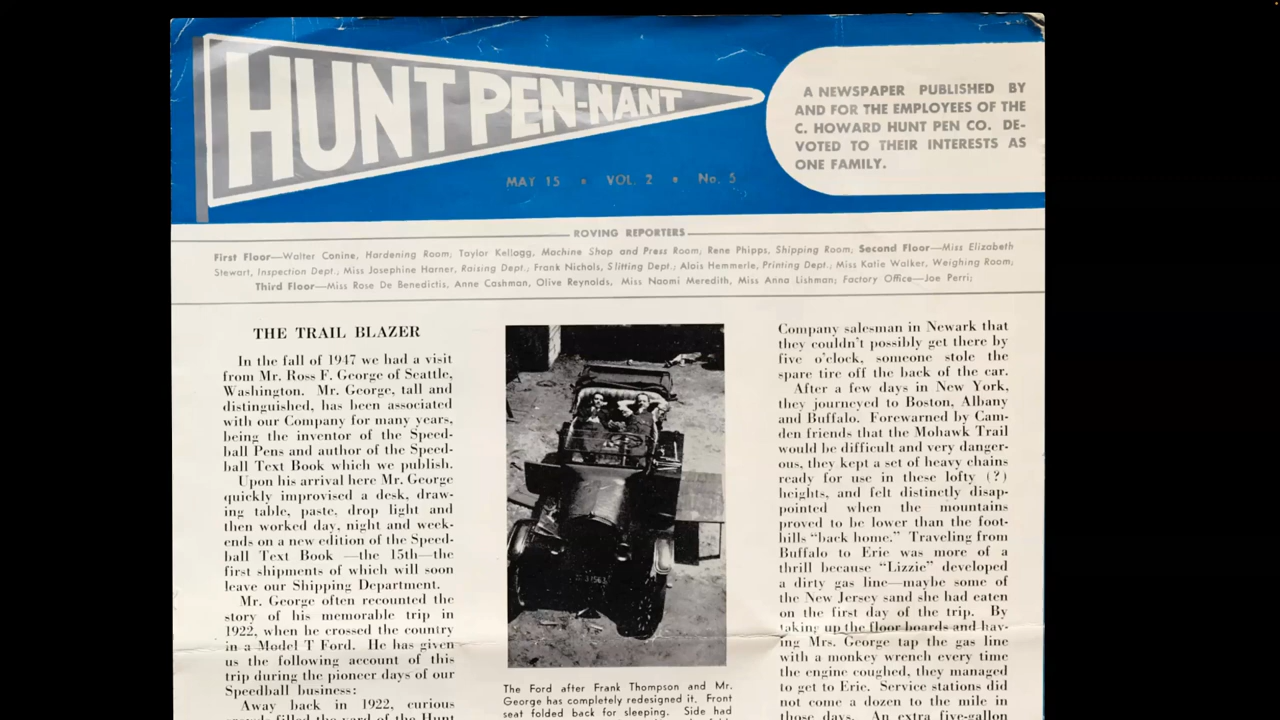 HUNT PEN-NANT
A NEWSPAPER PUBLISHED BY
AND FOR THE EMPLOYEES OF THE
C. HOWARD HUNT PEN CO. DE-
VOTED TO THEIR INTERESTS AS
ONE FAMILY.
MAY 15 • VOL. 2 • No. 5
ROVING REPORTERS
First Floor—Walter Conine, Hardening Room; Taylor Kellogg, Machine Shop and Press Room; Rene Phipps, Shipping Room; Second Floor—Miss Elizabeth
Stewart, Inspection Dept.; Miss Josephine Harner, Raising Dept.; Frank Nichols, Slitting Dept.; Alois Hemmerle, Printing Dept.; Miss Katie Walker, Weighing Room;
Third Floor—Miss Rose De Benedictis, Anne Cashman, Olive Reynolds, Miss Naomi Meredith, Miss Anna Lishman; Factory Office—Joe Perri;
THE TRAIL BLAZER
In the fall of 1947 we had a visit
from Mr. Ross F. George of Seattle,
Washington. Mr. George, tall and
distinguished, has been associated
with our Company for many years,
being the inventor of the Speed-
ball Pens and author of the Speed-
ball Text Book which we publish.
Upon his arrival here Mr. George
quickly improvised a desk, draw-
ing table, paste, drop light and
then worked day, night and week-
ends on a new edition of the Speed-
ball Text Book —the 15th—the
first shipments of which will soon
leave our Shipping Department.
Mr. George often recounted the
story of his memorable trip in
1922, when he crossed the country
in a Model T Ford. He has given
us the following account of this
trip during the pioneer days of our
Speedball business:
Away back in 1922, curious
crowds filled the yard of the Hunt
The Ford after Frank Thompson and Mr.
George has completely redesigned it. Front
seat folded back for sleeping. Side had
Company salesman in Newark that
they couldn't possibly get there by
five o'clock, someone stole the
spare tire off the back of the car.
After a few days in New York,
they journeyed to Boston, Albany
and Buffalo. Forewarned by Cam-
den friends that the Mohawk Trail
would be difficult and very danger-
ous, they kept a set of heavy chains
ready for use in these lofty (?)
heights, and felt distinctly disap-
pointed when the mountains
proved to be lower than the foot-
hills "back home." Traveling from
Buffalo to Erie was more of a
thrill because "Lizzie" developed
a dirty gas line—maybe some of
the New Jersey sand she had eaten
on the first day of the trip. By
taking up the floor boards and hav-
ing Mrs. George tap the gas line
with a monkey wrench every time
the engine coughed, they managed
to get to Erie. Service stations did
not come a dozen to the mile in
those days. An extra five-gallon